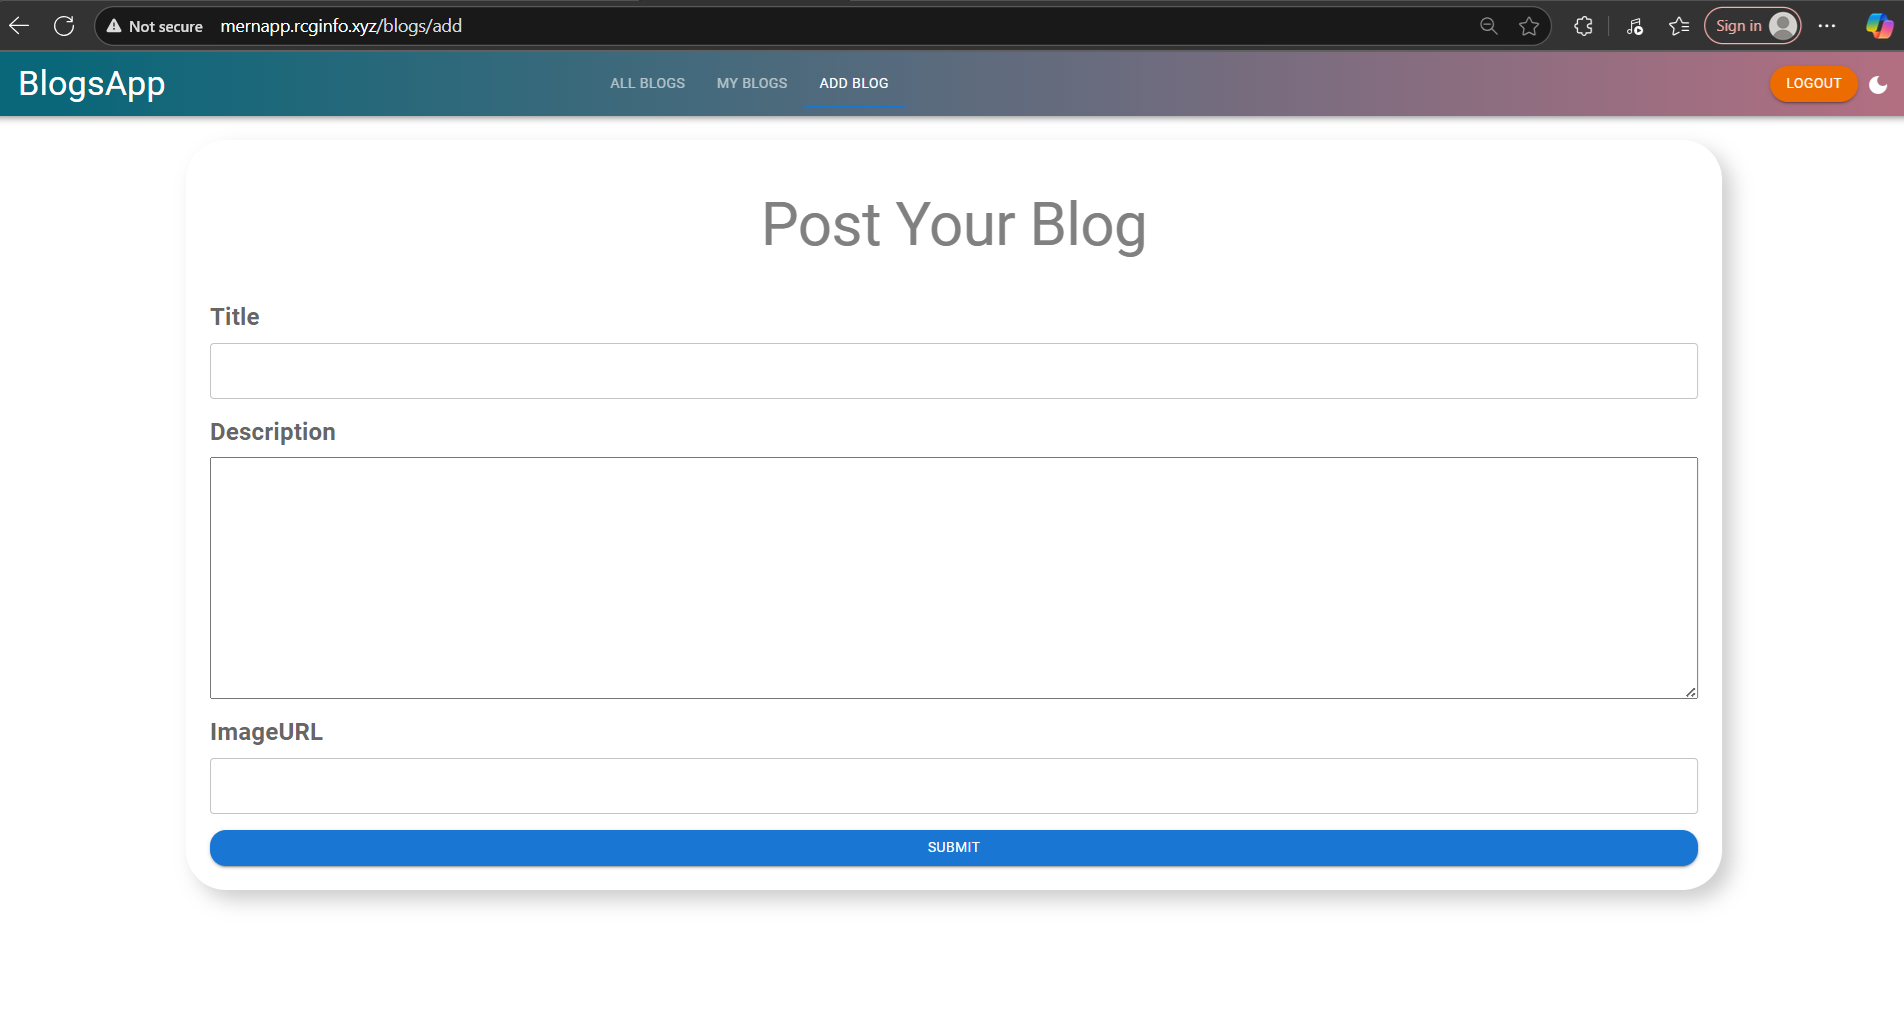 Not secure mernapp.rcginfo.xyz/blogs/add Sign in
BlogsApp ALL BLOGS MY BLOGS ADD BLOG LOGOUT
Post Your Blog
Title
Description
ImageURL
SUBMIT